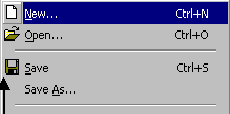 New... Ctrl+N
Open... Ctrl+O
Save Ctrl+S
Save As...